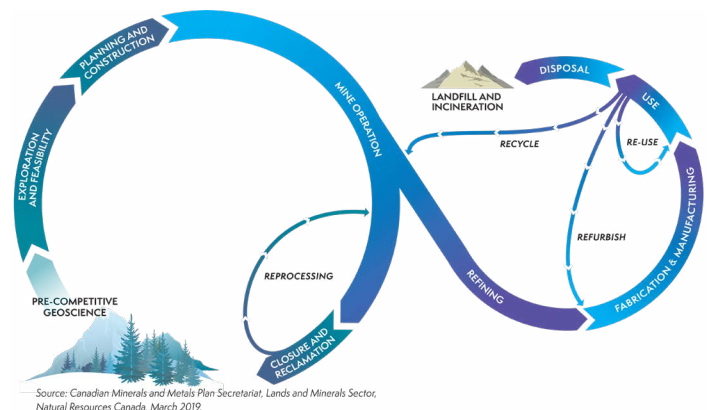 PRE-COMPETITIVE
GEOSCIENCE
EXPLORATION
AND FEASIBILITY
PLANNING AND
CONSTRUCTION
MINE OPERATION
CLOSURE AND
RECLAMATION
REPROCESSING
REFINING
FABRICATION & MANUFACTURING
USE
RE-USE
REFURBISH
RECYCLE
DISPOSAL
LANDFILL AND
INCINERATION
Source: Canadian Minerals and Metals Plan Secretariat, Lands and Minerals Sector,
Natural Resources Canada, March 2019.